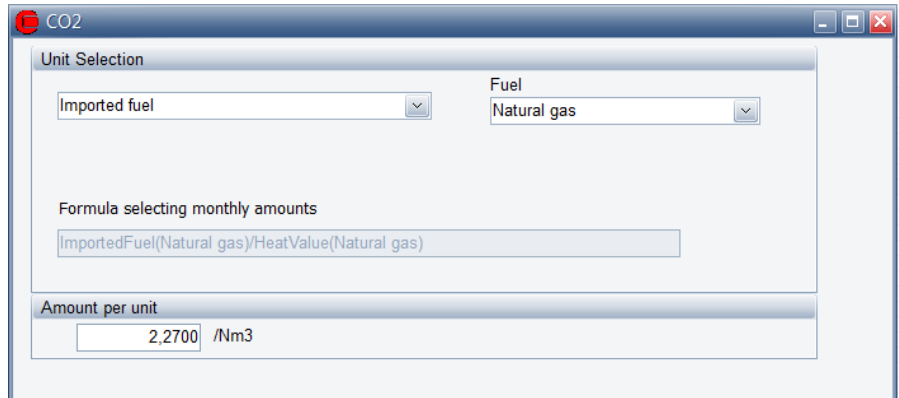 CO2
Unit Selection
Fuel
Imported fuel
Natural gas
Formula selecting monthly amounts
ImportedFuel(Natural gas)/HeatValue(Natural gas)
Amount per unit
2,2700 /Nm3